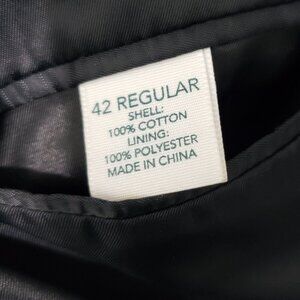 42 REGULAR
SHELL:
100% COTTON
LINING:
100% POLYESTER
MADE IN CHINA